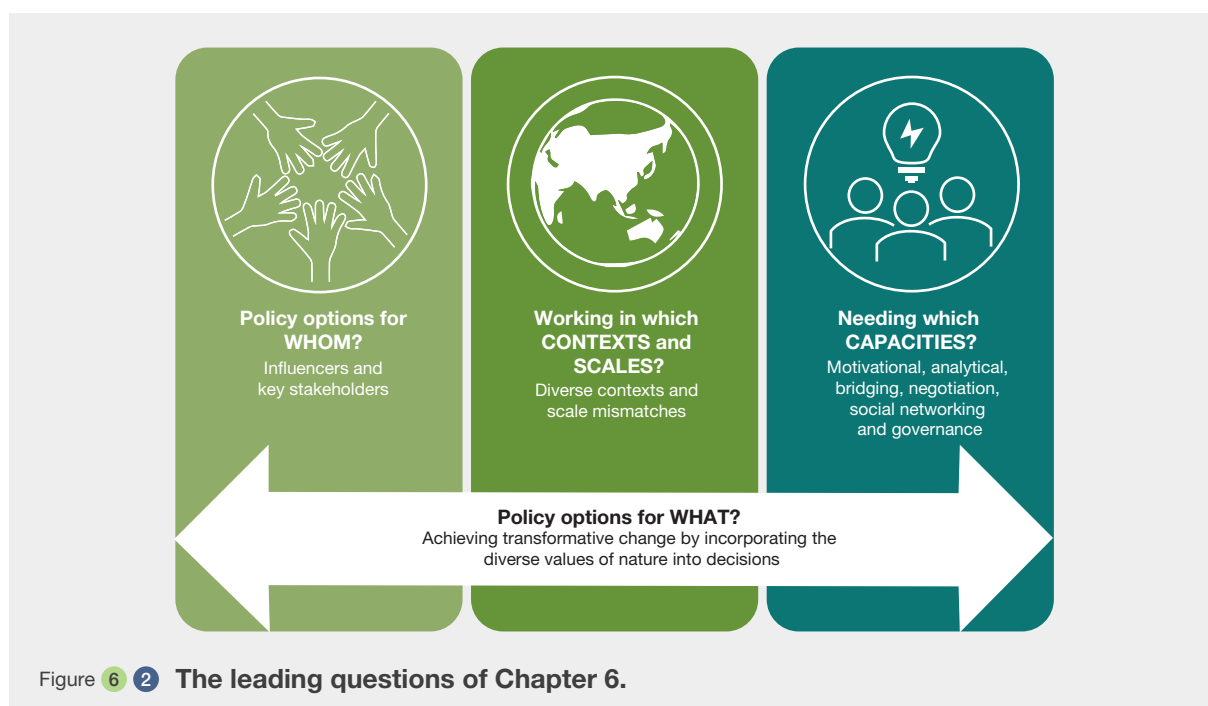 Policy options for
WHOM?
Influencers and
key stakeholders
Working in which
CONTEXTS and
SCALES?
Diverse contexts and
scale mismatches
Needing which
CAPACITIES?
Motivational, analytical,
bridging, negotiation,
social networking
and governance
Policy options for WHAT?
Achieving transformative change by incorporating the
diverse values of nature into decisions
Figure 6 2 The leading questions of Chapter 6.